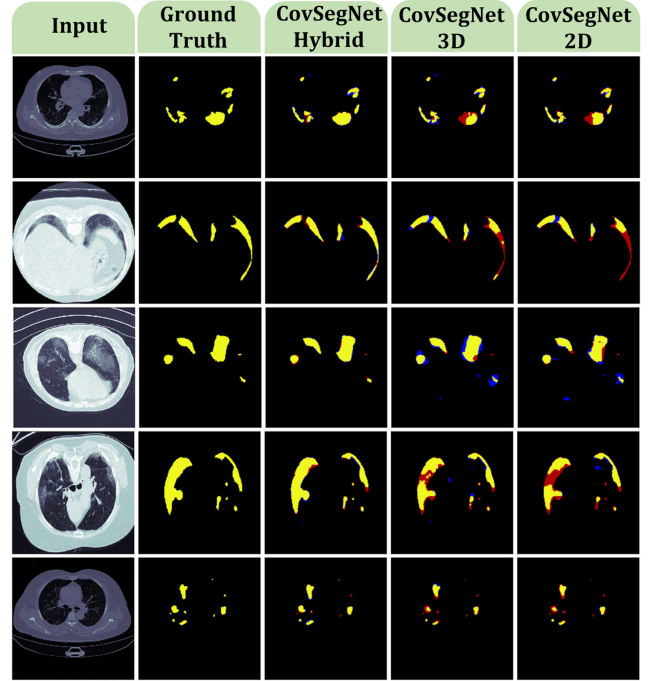 Input
Ground
Truth
CovSegNet
Hybrid
CovSegNet
3D
CovSegNet
2D